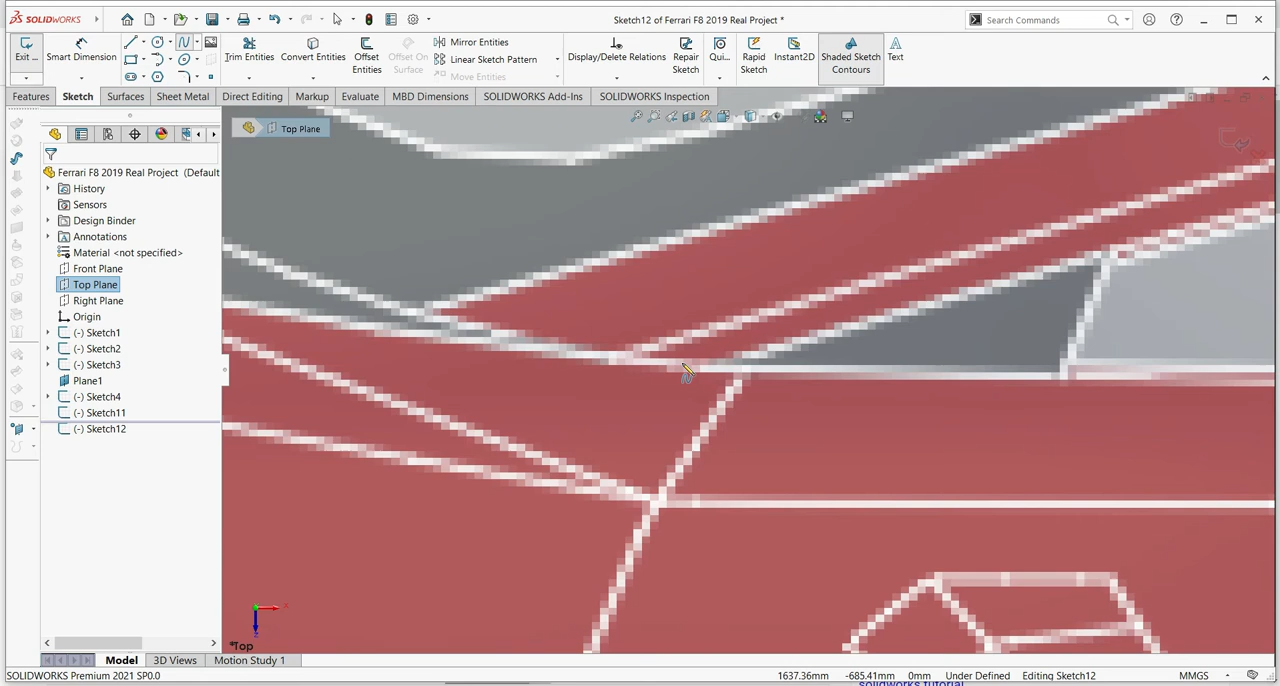 SOLIDWORKS
Sketch12 of Ferrari F8 2019 Real Project *
Search Commands
Exit ...
Smart Dimension
Trim Entities
Convert Entities
Offset Entities
Offset On Surface
Mirror Entities
Linear Sketch Pattern
Move Entities
Display/Delete Relations
Repair Sketch
Qui...
Rapid Sketch
Instant2D
Shaded Sketch Contours
Text
Features
Sketch
Surfaces
Sheet Metal
Direct Editing
Markup
Evaluate
MBD Dimensions
SOLIDWORKS Add-Ins
SOLIDWORKS Inspection
Top Plane
Ferrari F8 2019 Real Project (Default
History
Sensors
Design Binder
Annotations
Material <not specified>
Front Plane
Top Plane
Right Plane
Origin
(-) Sketch1
(-) Sketch2
(-) Sketch3
Plane1
(-) Sketch4
(-) Sketch11
(-) Sketch12
*Top
Model
3D Views
Motion Study 1
SOLIDWORKS Premium 2021 SP0.0
1637.36mm
-685.41mm
0mm
Under Defined
Editing Sketch12
MMGS
solidworks tutorial